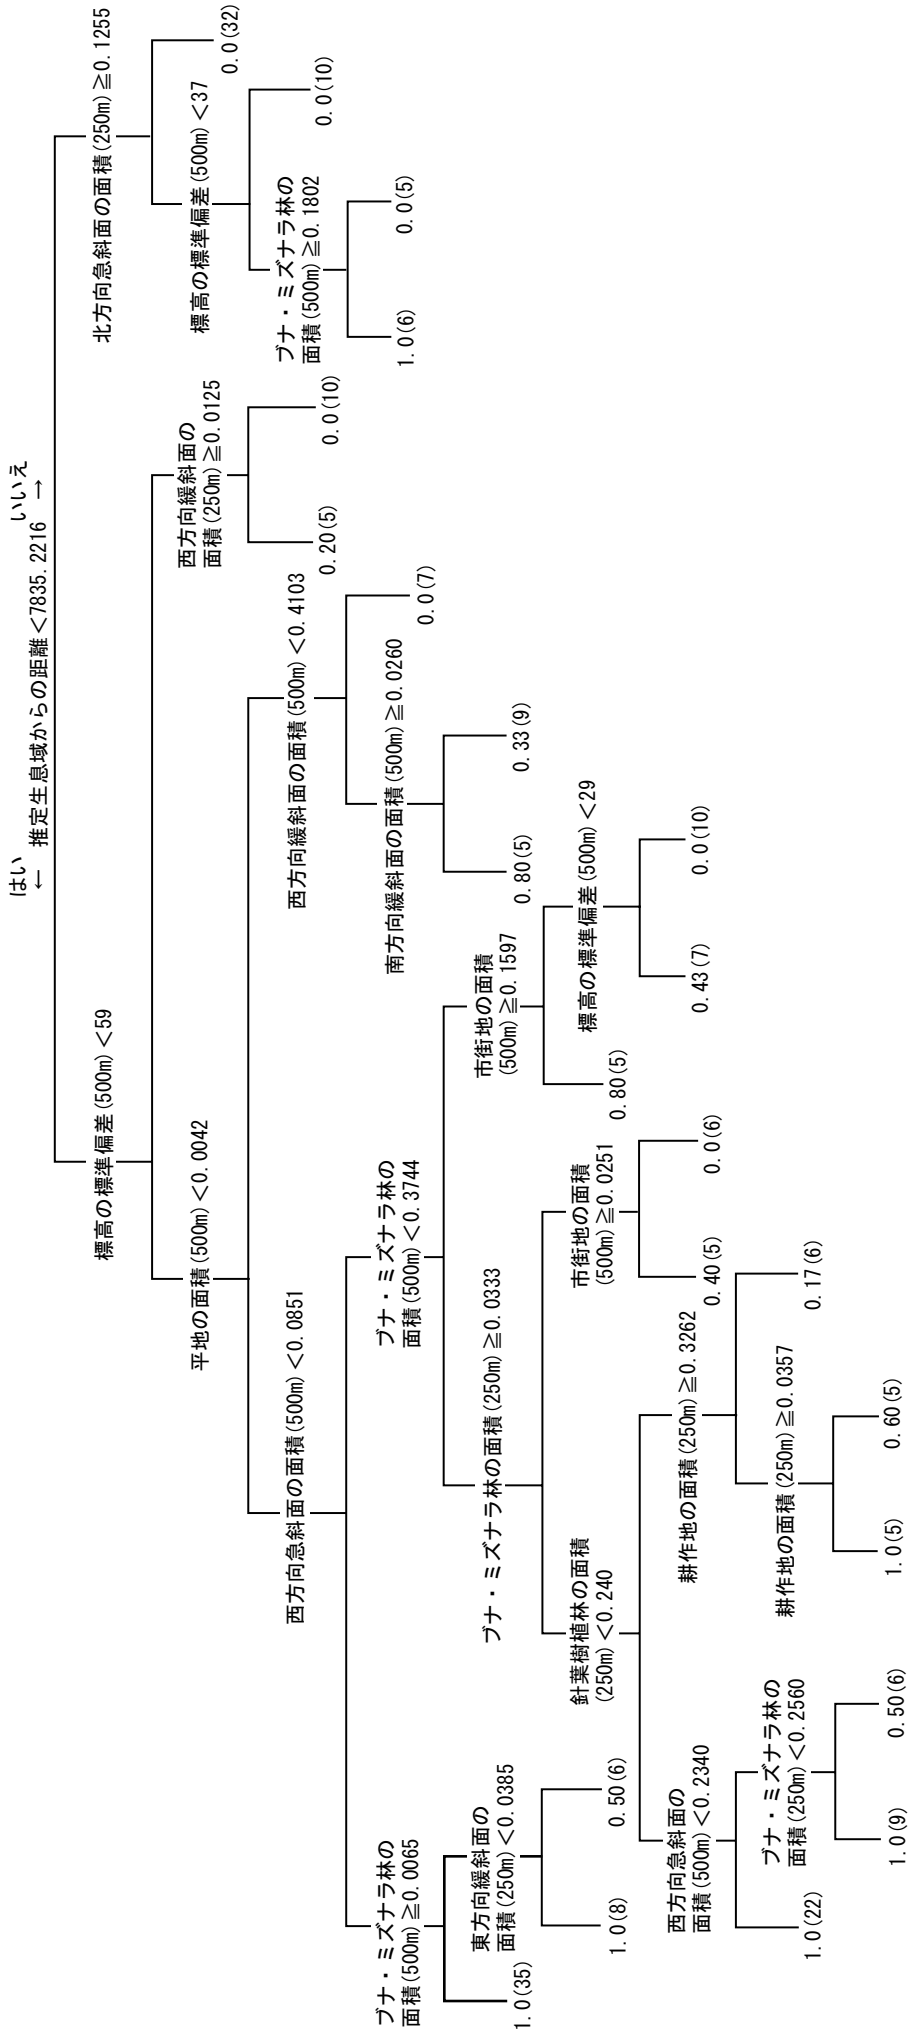 はい いいえ
← 推定生息域からの距離＜7835.2216 →
標高の標準偏差(500m)＜59
北方向急斜面の面積(250m)≧0.1255
平地の面積(500m)＜0.0042
西方向緩斜面の
面積(250m)≧0.0125
標高の標準偏差(500m)＜37
0.0(32)
西方向急斜面の面積(500m)＜0.0851
西方向緩斜面の面積(500m)＜0.4103
0.20(5)
0.0(10)
ブナ・ミズナラ林の
面積(500m)≧0.1802
0.0(10)
ブナ・ミズナラ林の
面積(500m)≧0.0065
ブナ・ミズナラ林の
面積(500m)＜0.3744
南方向緩斜面の面積(500m)≧0.0260
0.0(7)
1.0(6)
0.0(5)
1.0(35)
東方向緩斜面の
面積(250m)＜0.0385
ブナ・ミズナラ林の面積(250m)≧0.0333
市街地の面積
(500m)≧0.1597
0.80(5)
0.33(9)
1.0(8)
0.50(6)
針葉樹植林の面積
(250m)＜0.240
市街地の面積
(500m)≧0.0251
0.80(5)
標高の標準偏差(500m)＜29
西方向急斜面の
面積(500m)＜0.2340
耕作地の面積(250m)≧0.3262
0.40(5)
0.0(6)
0.43(7)
0.0(10)
1.0(22)
ブナ・ミズナラ林の
面積(250m)＜0.2560
耕作地の面積(250m)≧0.0357
0.17(6)
1.0(9)
0.50(6)
1.0(5)
0.60(5)